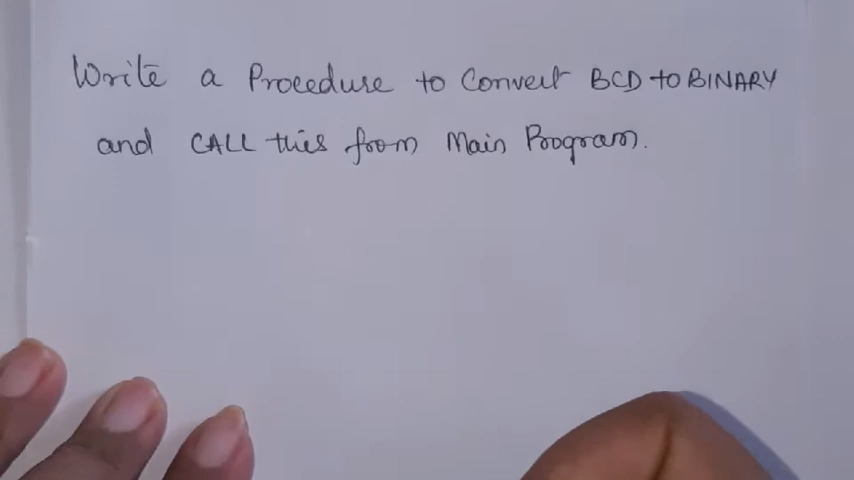 Write a Procedure to Convert BCD to BINARY
and CALL this from Main Program.